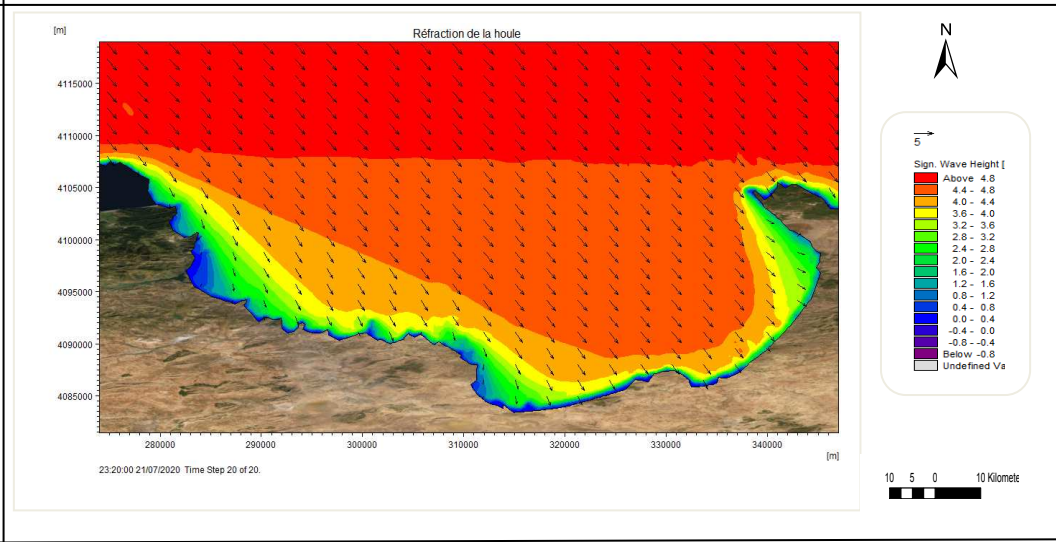 [m]
Réfraction de la houle
4115000
4110000
4105000
4100000
4095000
4090000
4085000
280000 290000 300000 310000 320000 330000 340000
[m]
23:20:00 21/07/2020 Time Step 20 of 20.
N
5
Sign. Wave Height [
Above 4.8
4.4 - 4.8
4.0 - 4.4
3.6 - 4.0
3.2 - 3.6
2.8 - 3.2
2.4 - 2.8
2.0 - 2.4
1.6 - 2.0
1.2 - 1.6
0.8 - 1.2
0.4 - 0.8
0.0 - 0.4
-0.4 - 0.0
-0.8 - -0.4
Below -0.8
Undefined Va
10 5 0 10 Kilomete